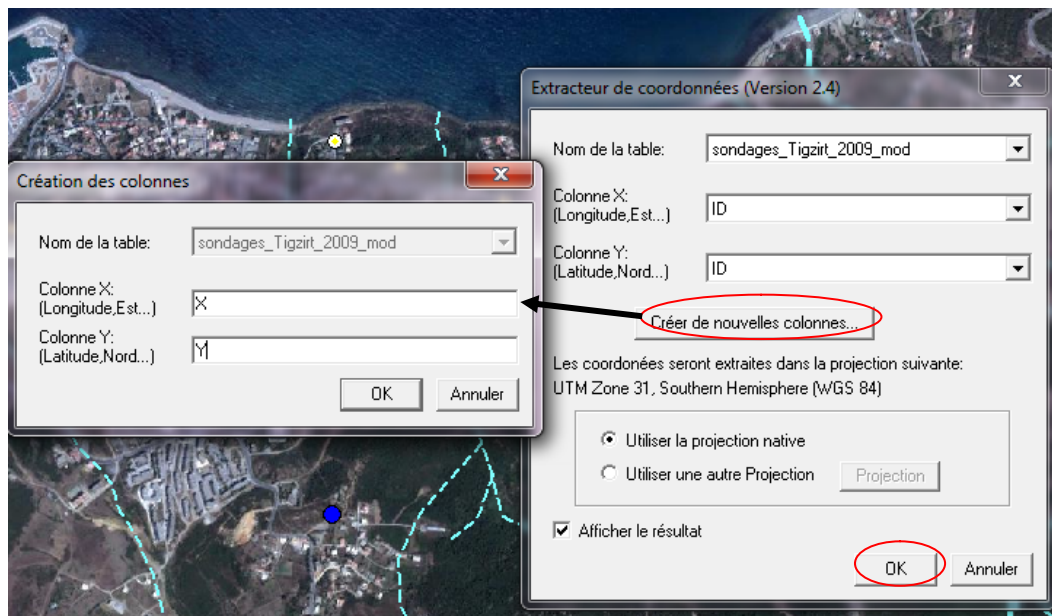 Extracteur de coordonnées (Version 2.4)
X
Nom de la table:
sondages_Tigzirt_2009_mod
Colonne X:
(Longitude,Est...)
ID
Colonne Y:
(Latitude,Nord...)
ID
Créer de nouvelles colonnes...
Les coordonées seront extraites dans la projection suivante:
UTM Zone 31, Southern Hemisphere (WGS 84)
Utiliser la projection native
Utiliser une autre Projection
Projection
Afficher le résultat
OK
Annuler
Création des colonnes
X
Nom de la table:
sondages_Tigzirt_2009_mod
Colonne X:
(Longitude,Est...)
X
Colonne Y:
(Latitude,Nord...)
Y
OK
Annuler